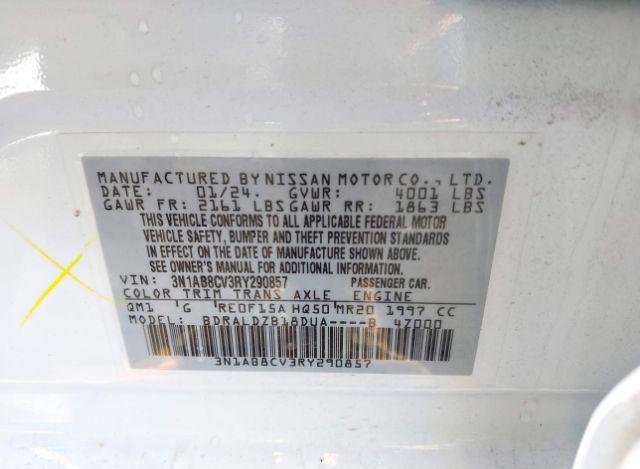 MANUFACTURED BY NISSAN MOTOR CO., LTD.
DATE: 01/24. GVWR: 4001 LBS
GAWR FR: 2161 LBS GAWR RR: 1863 LBS
THIS VEHICLE CONFORMS TO ALL APPLICABLE FEDERAL MOTOR
VEHICLE SAFETY, BUMPER AND THEFT PREVENTION STANDARDS
IN EFFECT ON THE DATE OF MANUFACTURE SHOWN ABOVE.
SEE OWNER'S MANUAL FOR ADDITIONAL INFORMATION.
VIN: 3N1AB8CV3RY290857 PASSENGER CAR.
COLOR TRIM TRANS AXLE ENGINE
QM1 'G RE0F15A HQ50 MR20 1997 CC
MODEL: BDRALDZB18DUA----B 4Z000
3N1AB8CV3RY290857